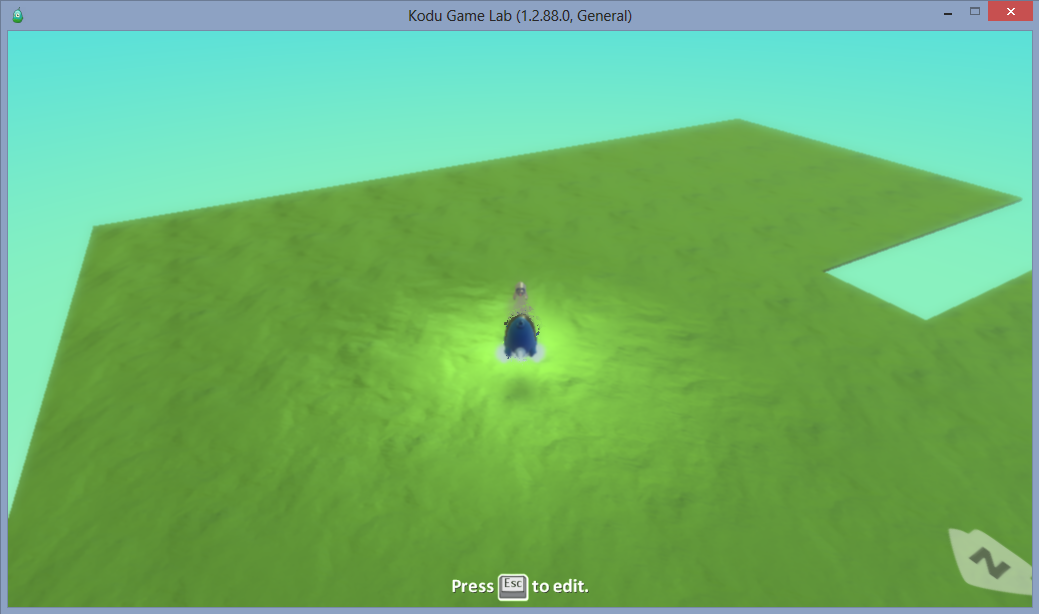 Kodu Game Lab (1.2.88.0, General)
Press Esc to edit.
N